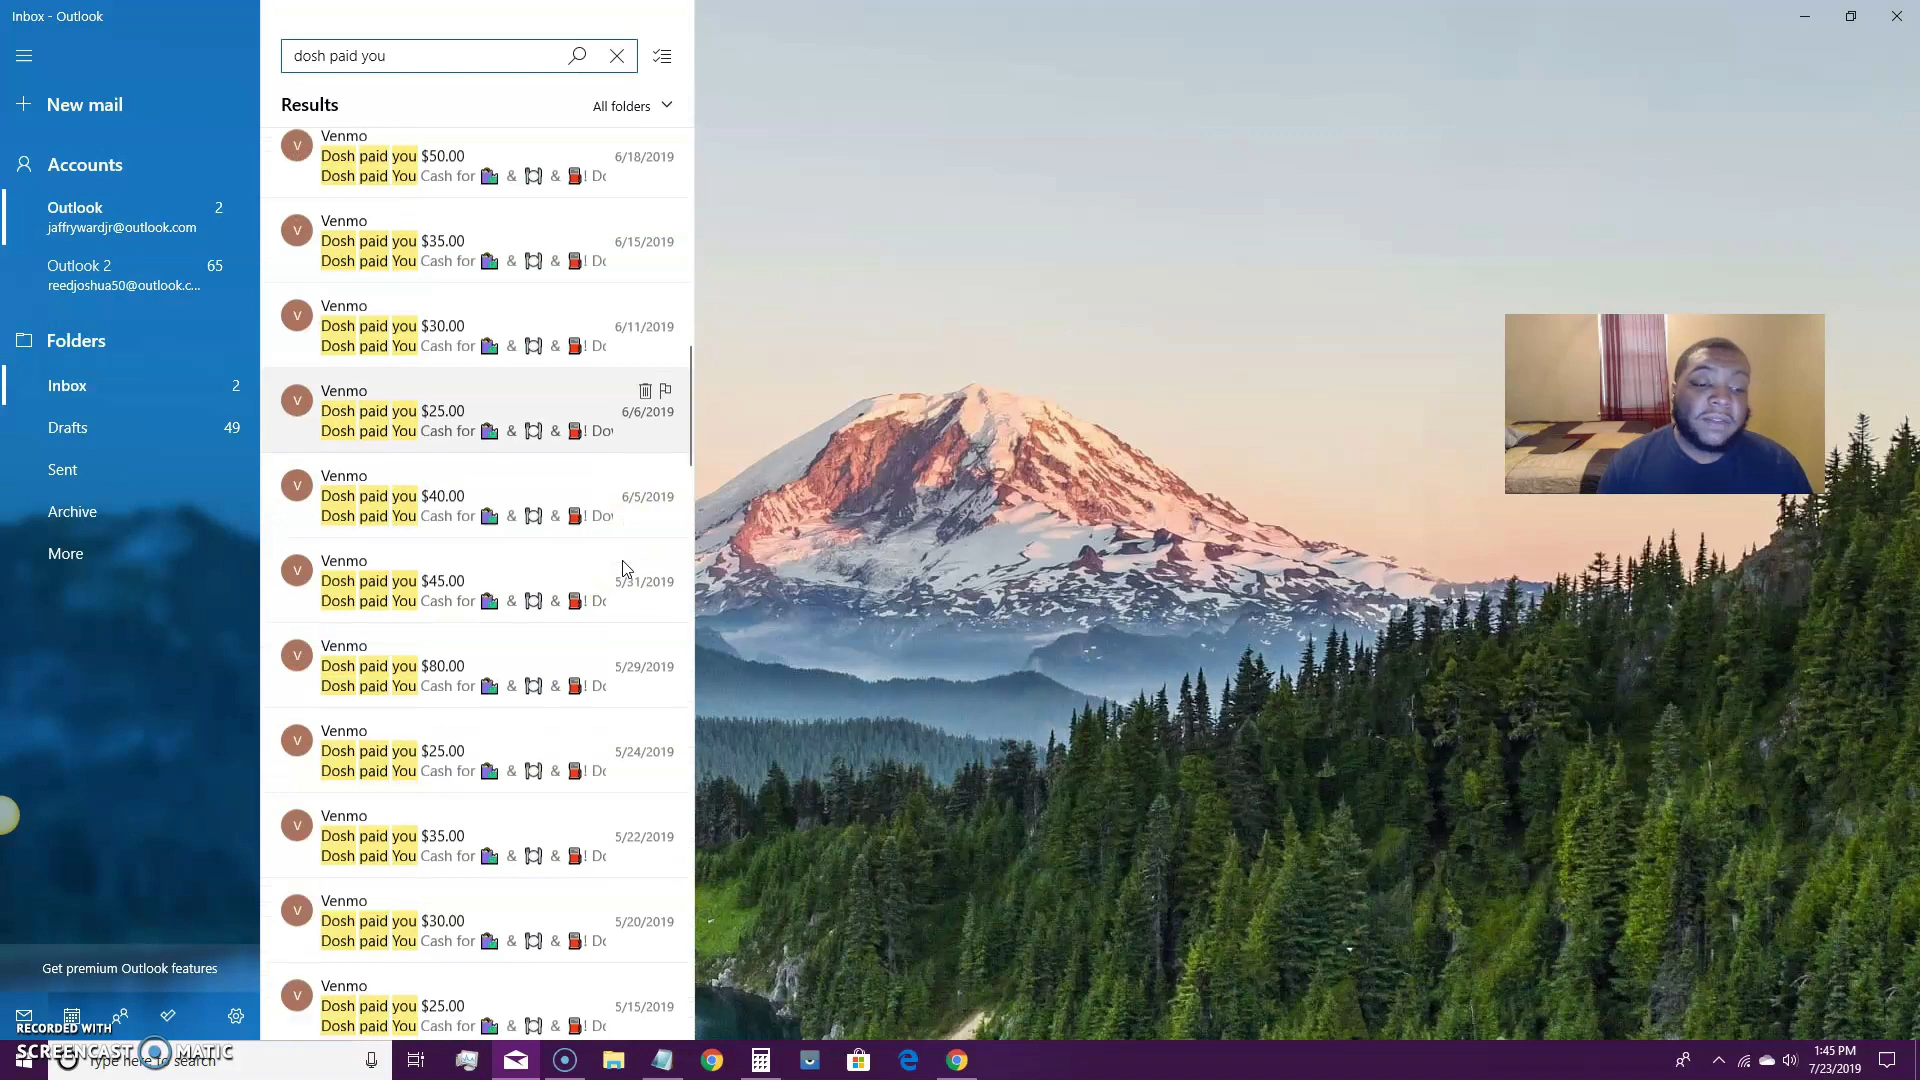 Inbox - Outlook
dosh paid you
Results
All folders
New mail
Accounts
Outlook 2
jaffrywardjr@outlook.com
Outlook 2 65
reedjoshua50@outlook.c...
Folders
Inbox 2
Drafts 49
Sent
Archive
More
Get premium Outlook features
V
Venmo
Dosh paid you $50.00 6/18/2019
Dosh paid You Cash for & & ! Do
V
Venmo
Dosh paid you $35.00 6/15/2019
Dosh paid You Cash for & & ! Do
V
Venmo
Dosh paid you $30.00 6/11/2019
Dosh paid You Cash for & & ! Do
V
Venmo
Dosh paid you $25.00 6/6/2019
Dosh paid You Cash for & & ! Dov
V
Venmo
Dosh paid you $40.00 6/5/2019
Dosh paid You Cash for & & ! Dov
V
Venmo
Dosh paid you $45.00 5/31/2019
Dosh paid You Cash for & & ! Do
V
Venmo
Dosh paid you $80.00 5/29/2019
Dosh paid You Cash for & & ! Do
V
Venmo
Dosh paid you $25.00 5/24/2019
Dosh paid You Cash for & & ! Do
V
Venmo
Dosh paid you $35.00 5/22/2019
Dosh paid You Cash for & & ! Do
V
Venmo
Dosh paid you $30.00 5/20/2019
Dosh paid You Cash for & & ! Do
V
Venmo
Dosh paid you $25.00 5/15/2019
Dosh paid You Cash for & & ! Do
RECORDED WITH
SCREENCAST MATIC
Type here to search
1:45 PM
7/23/2019